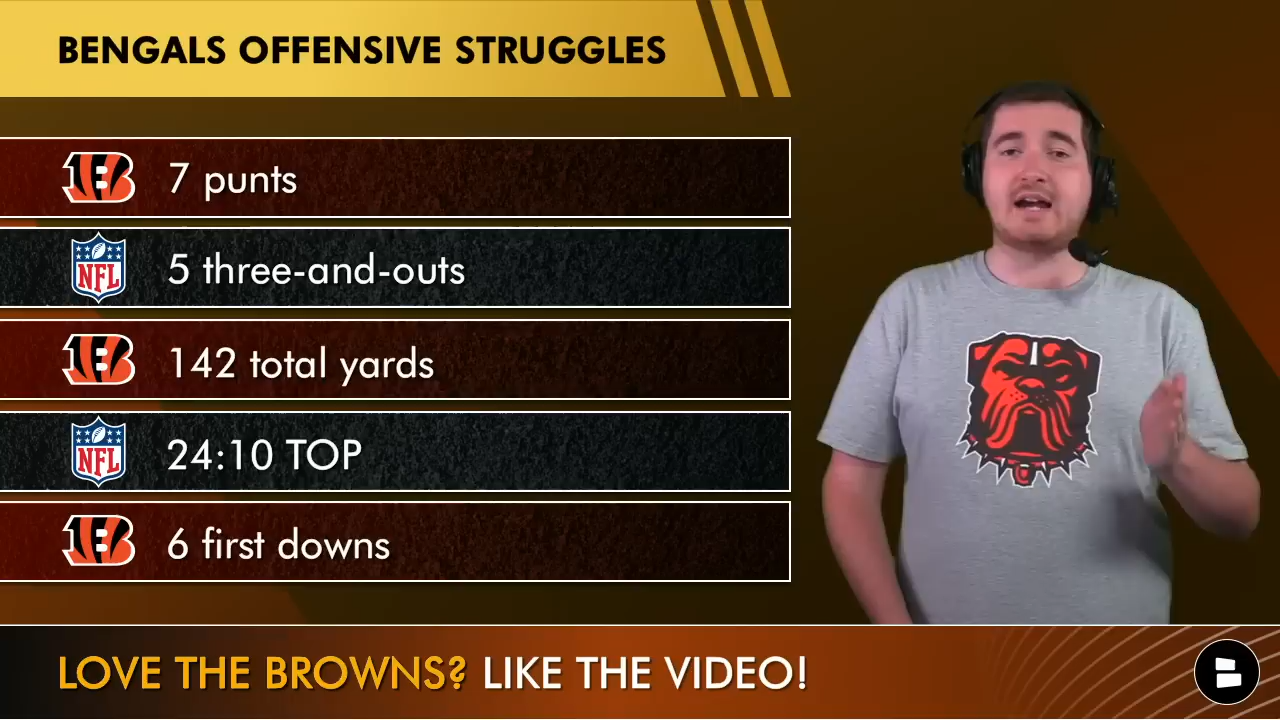 BENGALS OFFENSIVE STRUGGLES
B 7 punts
NFL 5 three-and-outs
B 142 total yards
NFL 24:10 TOP
B 6 first downs
LOVE THE BROWNS? LIKE THE VIDEO!